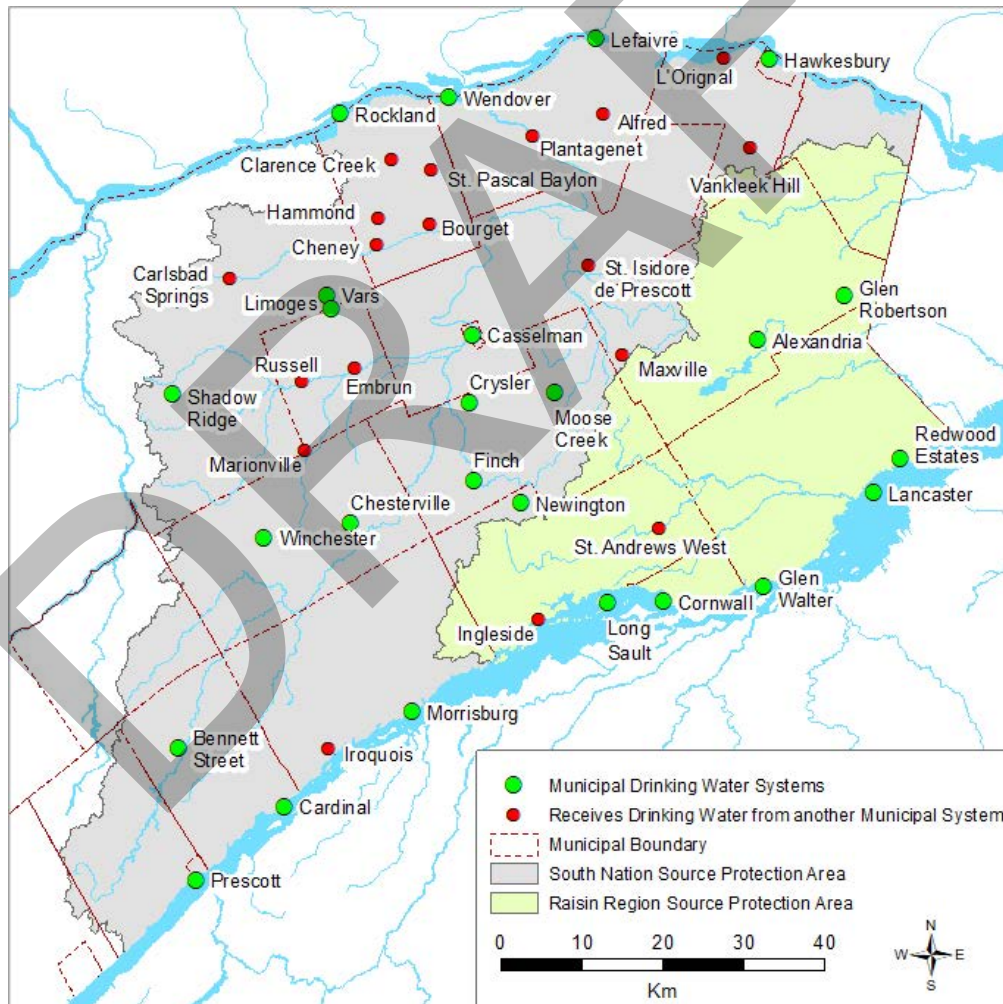 Lefaivre
L'Orignal
Hawkesbury
Wendover
Rockland
Alfred
Plantagenet
Clarence Creek
St. Pascal Baylon
Vankleek Hill
Hammond
Bourget
Cheney
Carlsbad
Springs
St. Isidore
de Prescott
Limoges
Vars
Glen
Robertson
Casselman
Alexandria
Russell
Embrun
Maxville
Shadow
Ridge
Crysler
Moose
Creek
Marionville
Finch
Redwood
Estates
Lancaster
Chesterville
Newington
Winchester
St. Andrews West
Glen
Walter
Cornwall
Long
Sault
Ingleside
Morrisburg
Bennett
Street
Iroquois
Cardinal
Prescott
DRAF
Municipal Drinking Water Systems
Receives Drinking Water from another Municipal System
Municipal Boundary
South Nation Source Protection Area
Raisin Region Source Protection Area
0 10 20 30 40
Km
N
W E
S